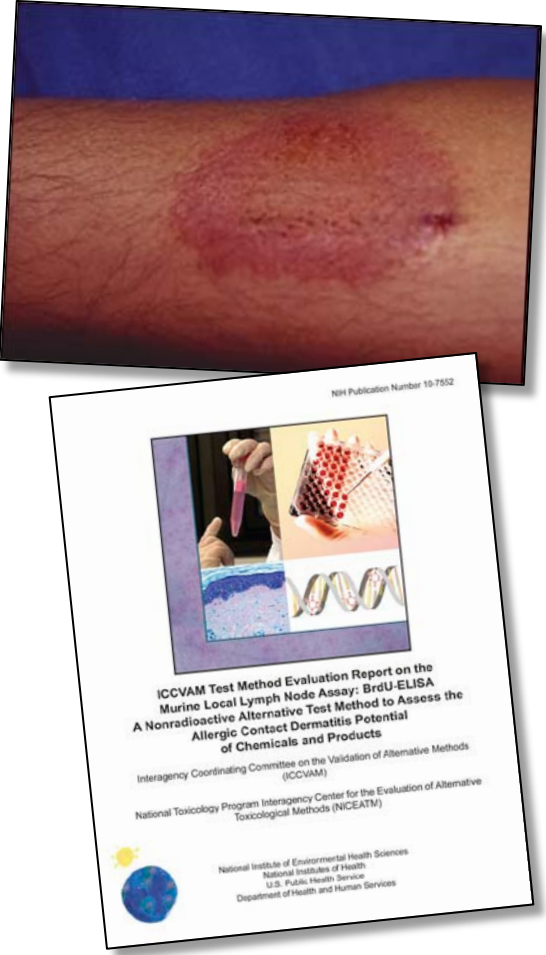 NIH Publication Number 10-7552
ICCVAM Test Method Evaluation Report on the
Murine Local Lymph Node Assay: BrdU-ELISA
A Nonradioactive Alternative Test Method to Assess the
Allergic Contact Dermatitis Potential
of Chemicals and Products
Interagency Coordinating Committee on the Validation of Alternative Methods
(ICCVAM)
National Toxicology Program Interagency Center for the Evaluation of Alternative
Toxicological Methods (NICEATM)
National Institute of Environmental Health Sciences
National Institutes of Health
U.S. Public Health Service
Department of Health and Human Services